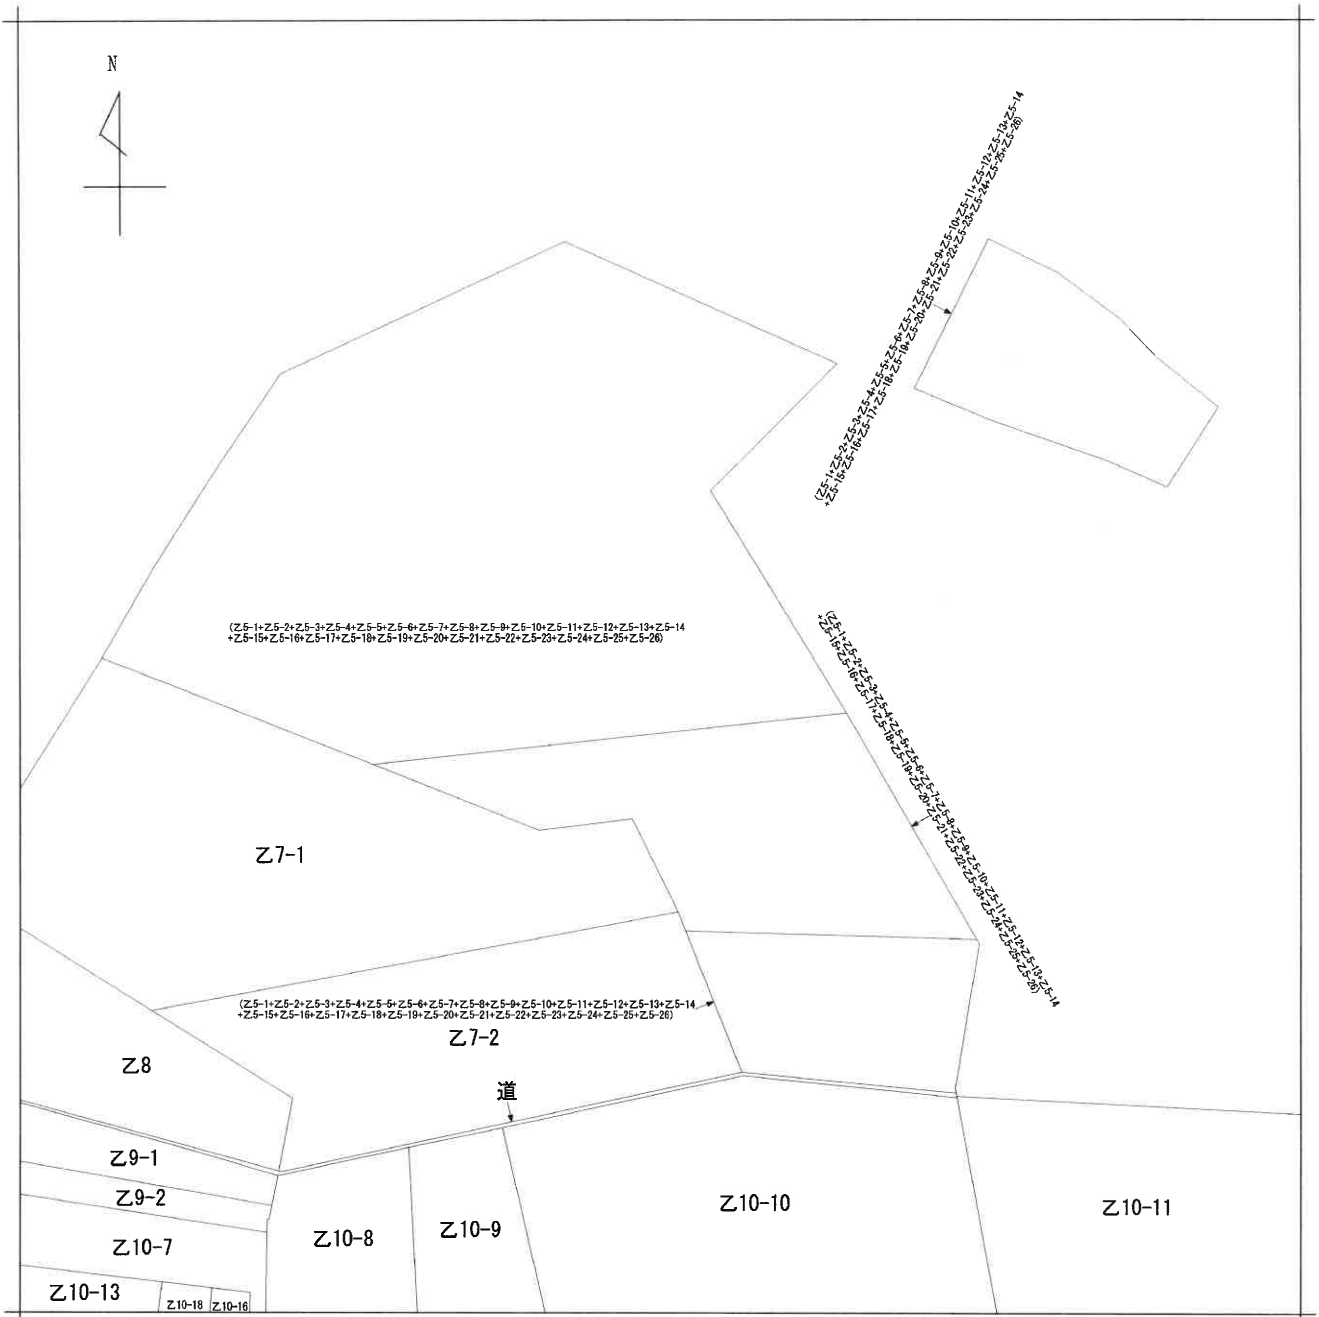 N
(乙5-1+乙5-2+乙5-3+乙5-4+乙5-5+乙5-6+乙5-7+乙5-8+乙5-9+乙5-10+乙5-11+乙5-12+乙5-13+乙5-14
+乙5-15+乙5-16+乙5-17+乙5-18+乙5-19+乙5-20+乙5-21+乙5-22+乙5-23+乙5-24+乙5-25+乙5-26)
(乙5-1+乙5-2+乙5-3+乙5-4+乙5-5+乙5-6+乙5-7+乙5-8+乙5-9+乙5-10+乙5-11+乙5-12+乙5-13+乙5-14
+乙5-15+乙5-16+乙5-17+乙5-18+乙5-19+乙5-20+乙5-21+乙5-22+乙5-23+乙5-24+乙5-25+乙5-26)
(乙5-1+乙5-2+乙5-3+乙5-4+乙5-5+乙5-6+乙5-7+乙5-8+乙5-9+乙5-10+乙5-11+乙5-12+乙5-13+乙5-14
+乙5-15+乙5-16+乙5-17+乙5-18+乙5-19+乙5-20+乙5-21+乙5-22+乙5-23+乙5-24+乙5-25+乙5-26)
乙7-1
(乙5-1+乙5-2+乙5-3+乙5-4+乙5-5+乙5-6+乙5-7+乙5-8+乙5-9+乙5-10+乙5-11+乙5-12+乙5-13+乙5-14
+乙5-15+乙5-16+乙5-17+乙5-18+乙5-19+乙5-20+乙5-21+乙5-22+乙5-23+乙5-24+乙5-25+乙5-26)
乙7-2
乙8
道
乙9-1
乙9-2
乙10-7
乙10-8
乙10-9
乙10-10
乙10-11
乙10-13
乙10-18
乙10-16